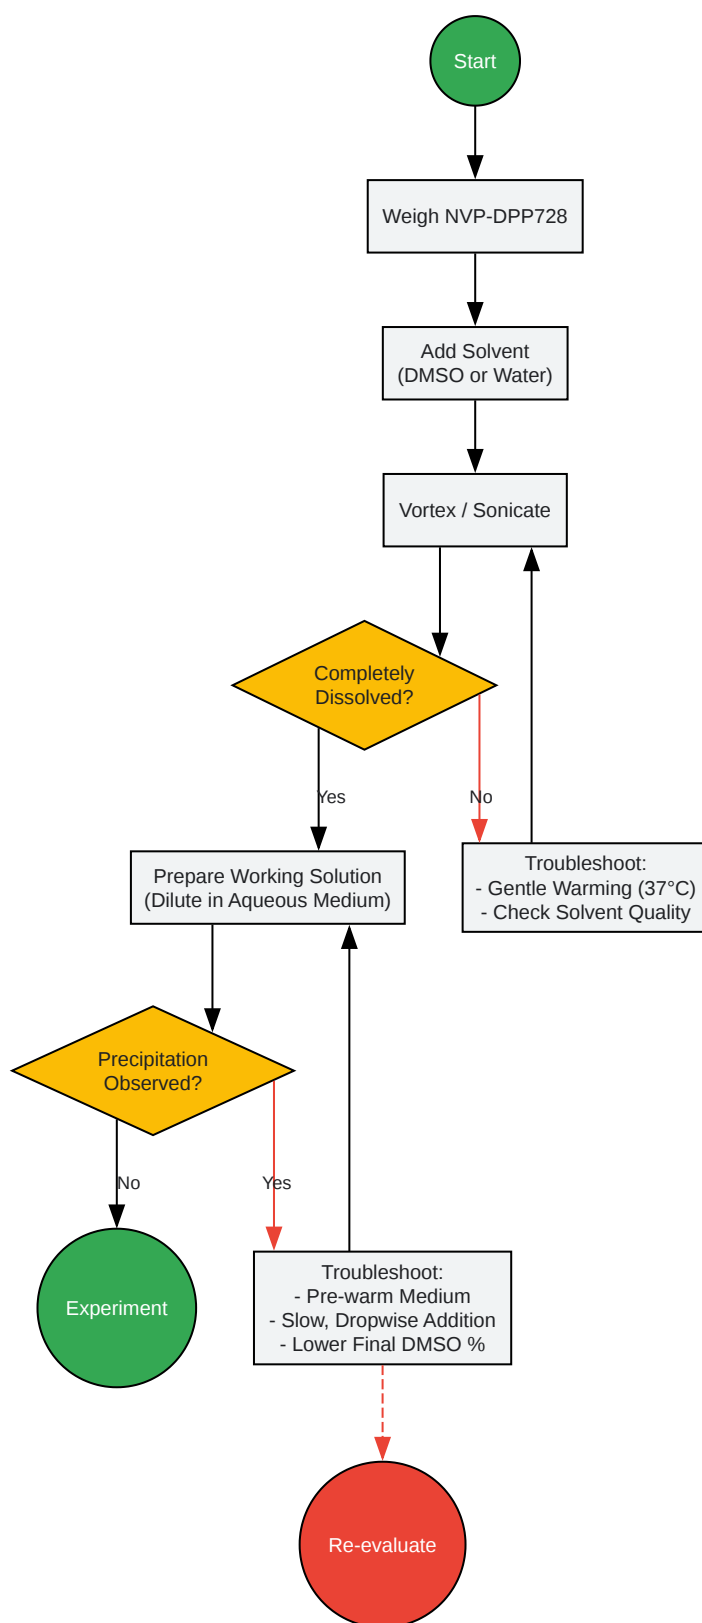 Start
Weigh NVP-DPP728
Add Solvent
(DMSO or Water)
Vortex / Sonicate
Completely
Dissolved?
Yes
No
Prepare Working Solution
(Dilute in Aqueous Medium)
Troubleshoot:
- Gentle Warming (37°C)
- Check Solvent Quality
Precipitation
Observed?
No
Yes
Experiment
Troubleshoot:
- Pre-warm Medium
- Slow, Dropwise Addition
- Lower Final DMSO %
Re-evaluate